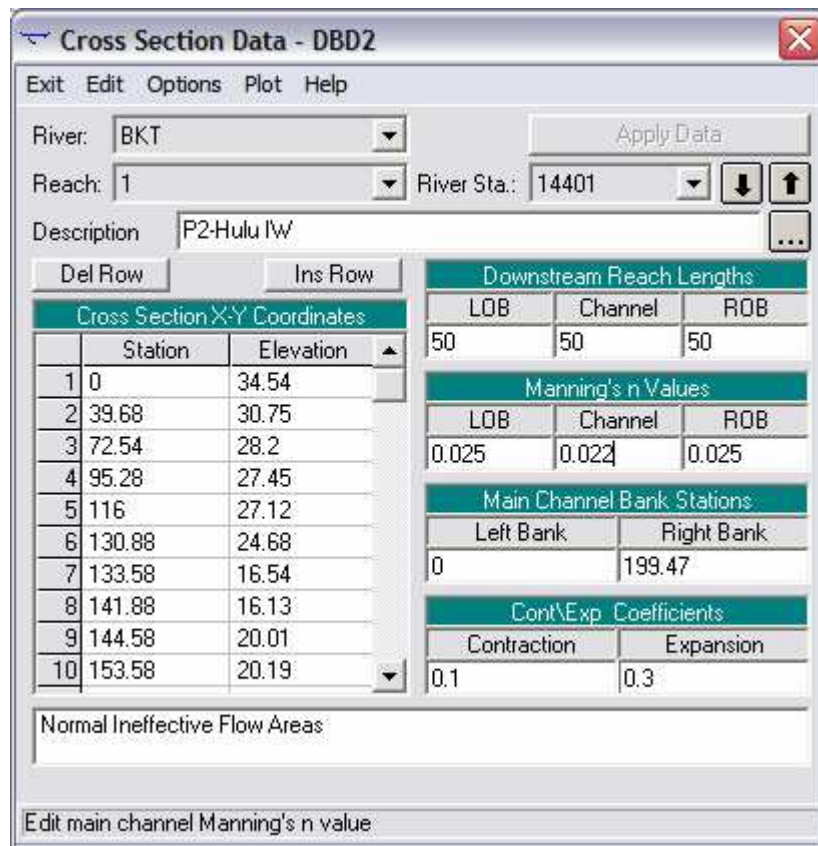 Cross Section Data - DBD2
Exit Edit Options Plot Help
River: BKT Apply Data
Reach: 1 River Sta.: 14401
Description P2-Hulu IW ...
Del Row Ins Row
Cross Section X-Y Coordinates
Station Elevation
1 0 34.54
2 39.68 30.75
3 72.54 28.2
4 95.28 27.45
5 116 27.12
6 130.88 24.68
7 133.58 16.54
8 141.88 16.13
9 144.58 20.01
10 153.58 20.19
Downstream Reach Lengths
LOB Channel ROB
50 50 50
Manning's n Values
LOB Channel ROB
0.025 0.022 0.025
Main Channel Bank Stations
Left Bank Right Bank
0 199.47
Cont\Exp Coefficients
Contraction Expansion
0.1 0.3
Normal Ineffective Flow Areas
Edit main channel Manning's n value